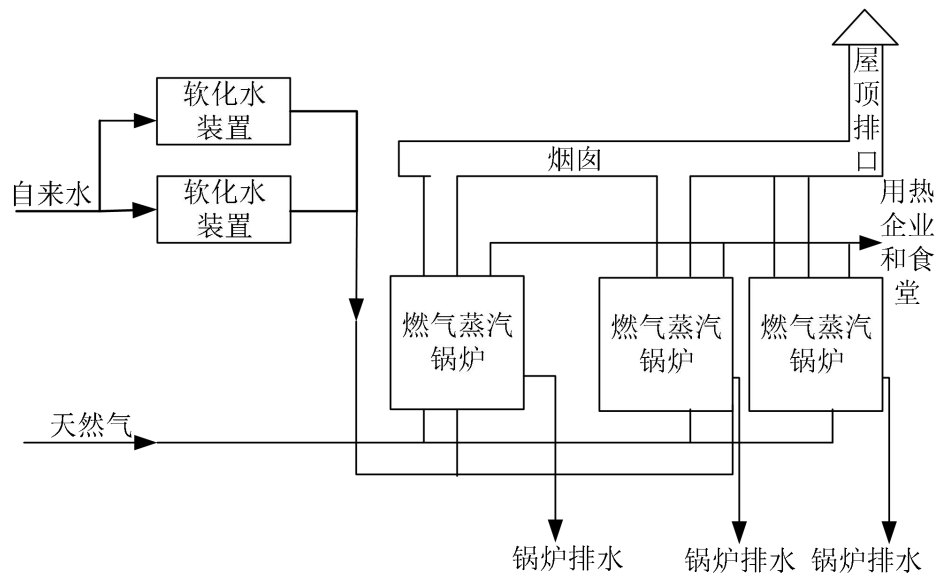 屋
顶
排
口
软化水
装置
烟囱
自来水
软化水
装置
用热
企业
和食
堂
燃气蒸汽
锅炉
燃气蒸汽
锅炉
燃气蒸汽
锅炉
天然气
锅炉排水
锅炉排水
锅炉排水